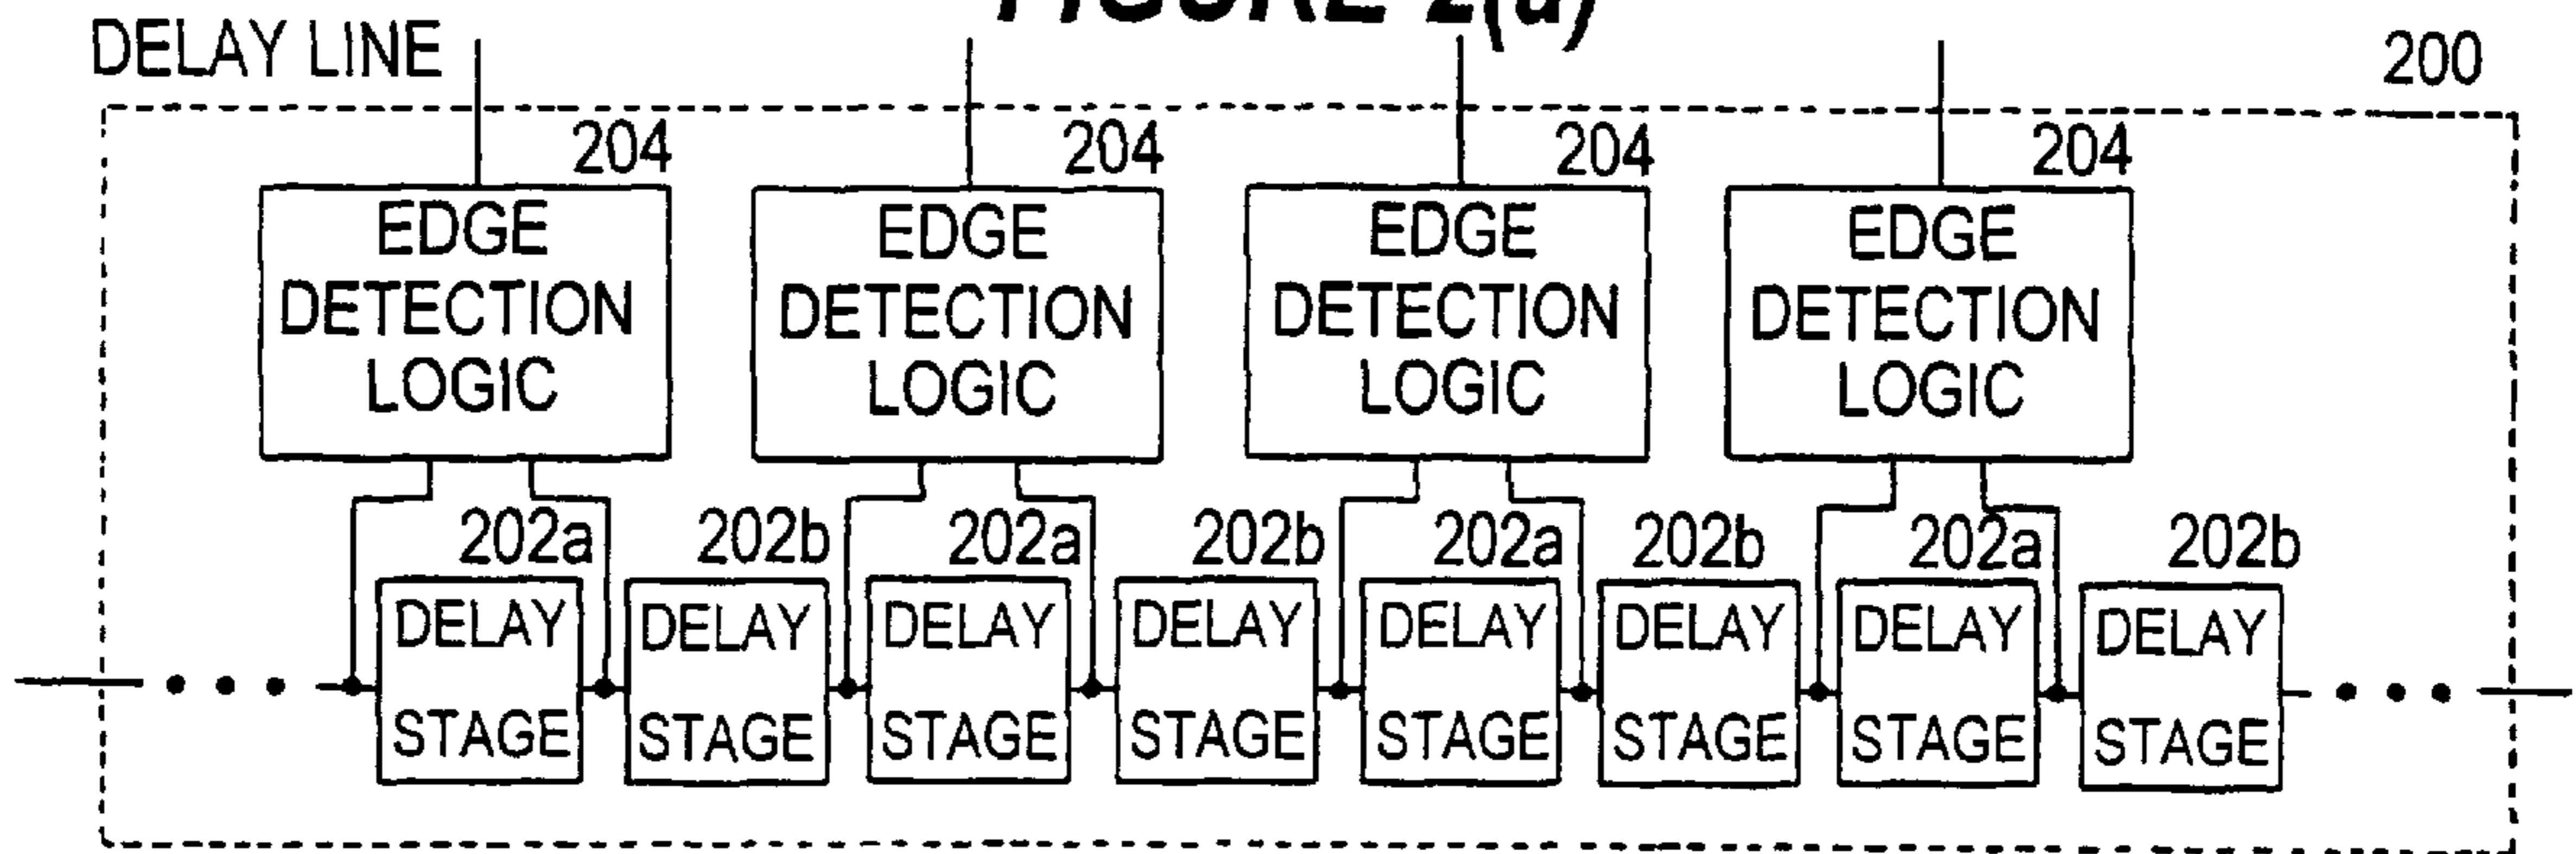 FIGURE 2(a)
DELAY LINE
200
204 204 204 204
EDGE EDGE EDGE EDGE
DETECTION DETECTION DETECTION DETECTION
LOGIC LOGIC LOGIC LOGIC
202a 202b 202a 202b 202a 202b 202a 202b
DELAY DELAY DELAY DELAY DELAY DELAY DELAY DELAY
STAGE STAGE STAGE STAGE STAGE STAGE STAGE STAGE